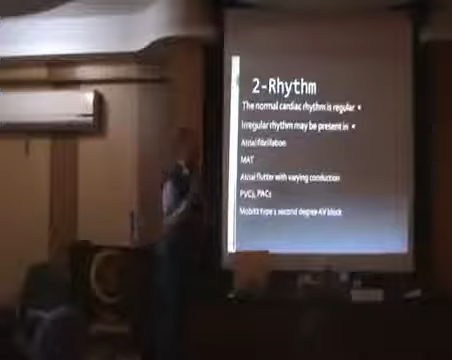 2-Rhythm
The normal cardiac rhythm is regular •
Irregular rhythm may be present in •
Atrial fibrillation
MAT
Atrial flutter with varying conduction
PVCs, PACs
Mobitz type 1 second degree AV block